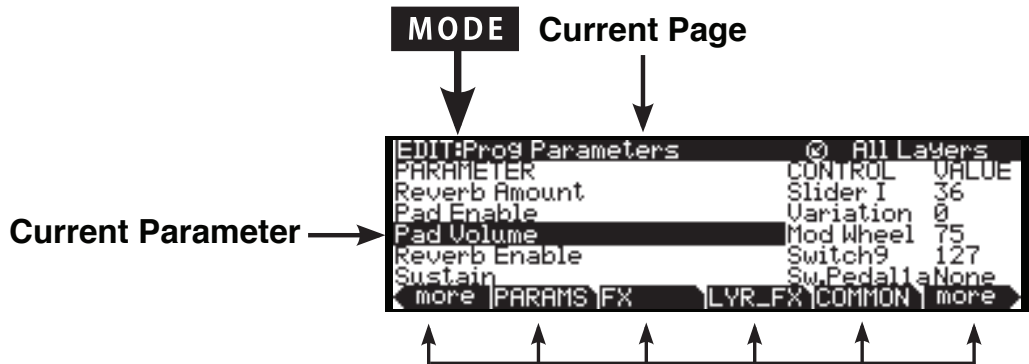 MODE Current Page
EDIT:Prog Parameters All Layers
PARAMETER CONTROL VALUE
Reverb Amount Slider I 36
Pad Enable Variation 0
Current Parameter Pad Volume Mod Wheel 75
Reverb Enable Switch9 127
Sustain Sw.Pedal1aNone
more PARAMS FX LYR_FX COMMON more